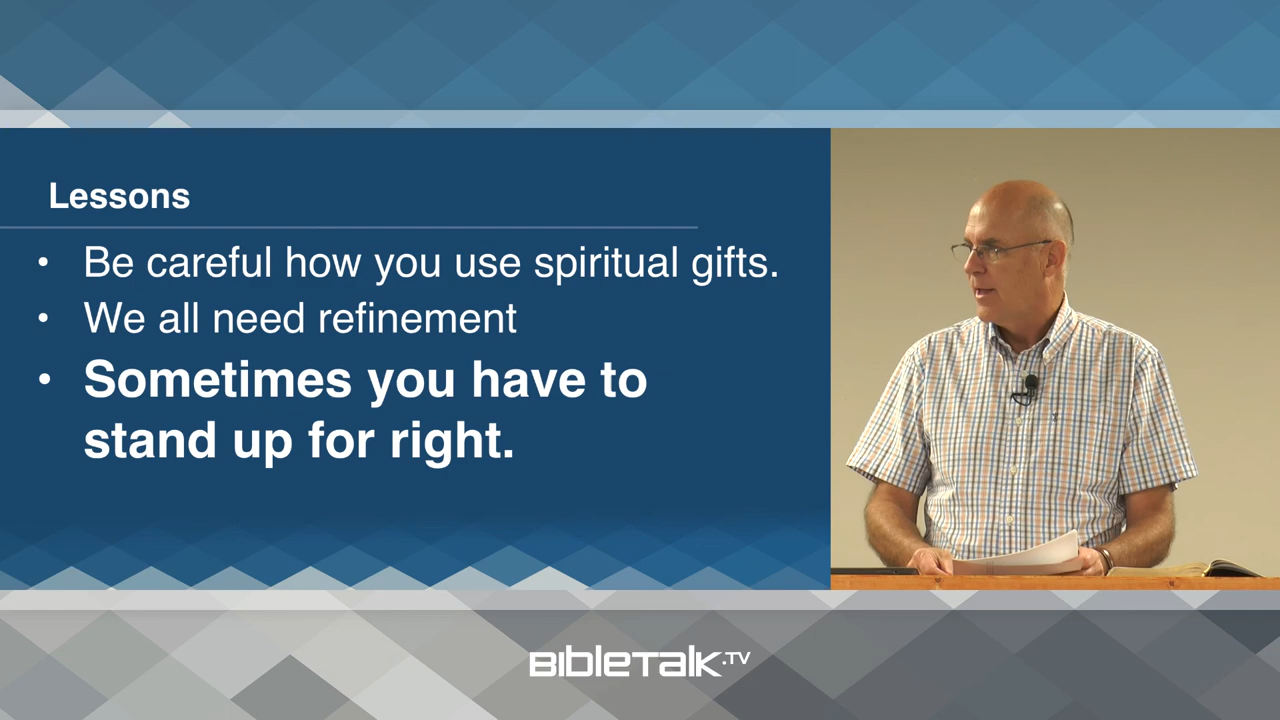 Lessons
• Be careful how you use spiritual gifts.
• We all need refinement
• Sometimes you have to
stand up for right.
BIBLETALK.TV